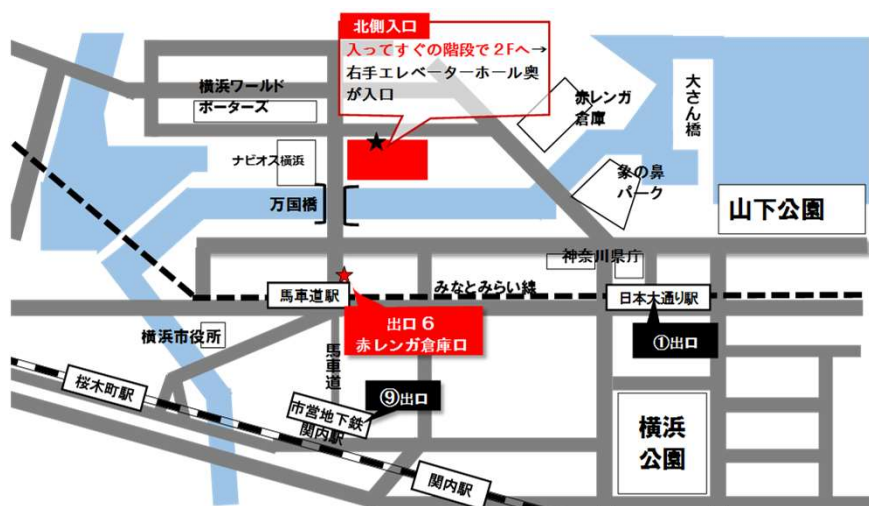 北側入口
入ってすぐの階段で2Fへ→
右手エレベーターホール奥
が入口
横浜ワールド
ポーターズ
赤レンガ
倉庫
大さん橋
ナビオス横浜
象の鼻
パーク
万国橋
山下公園
神奈川県庁
馬車道駅
みなとみらい線
日本大通り駅
出口6
赤レンガ倉庫口
①出口
横浜市役所
馬車道
桜木町駅
⑨出口
市営地下鉄
関内駅
横浜
公園
関内駅